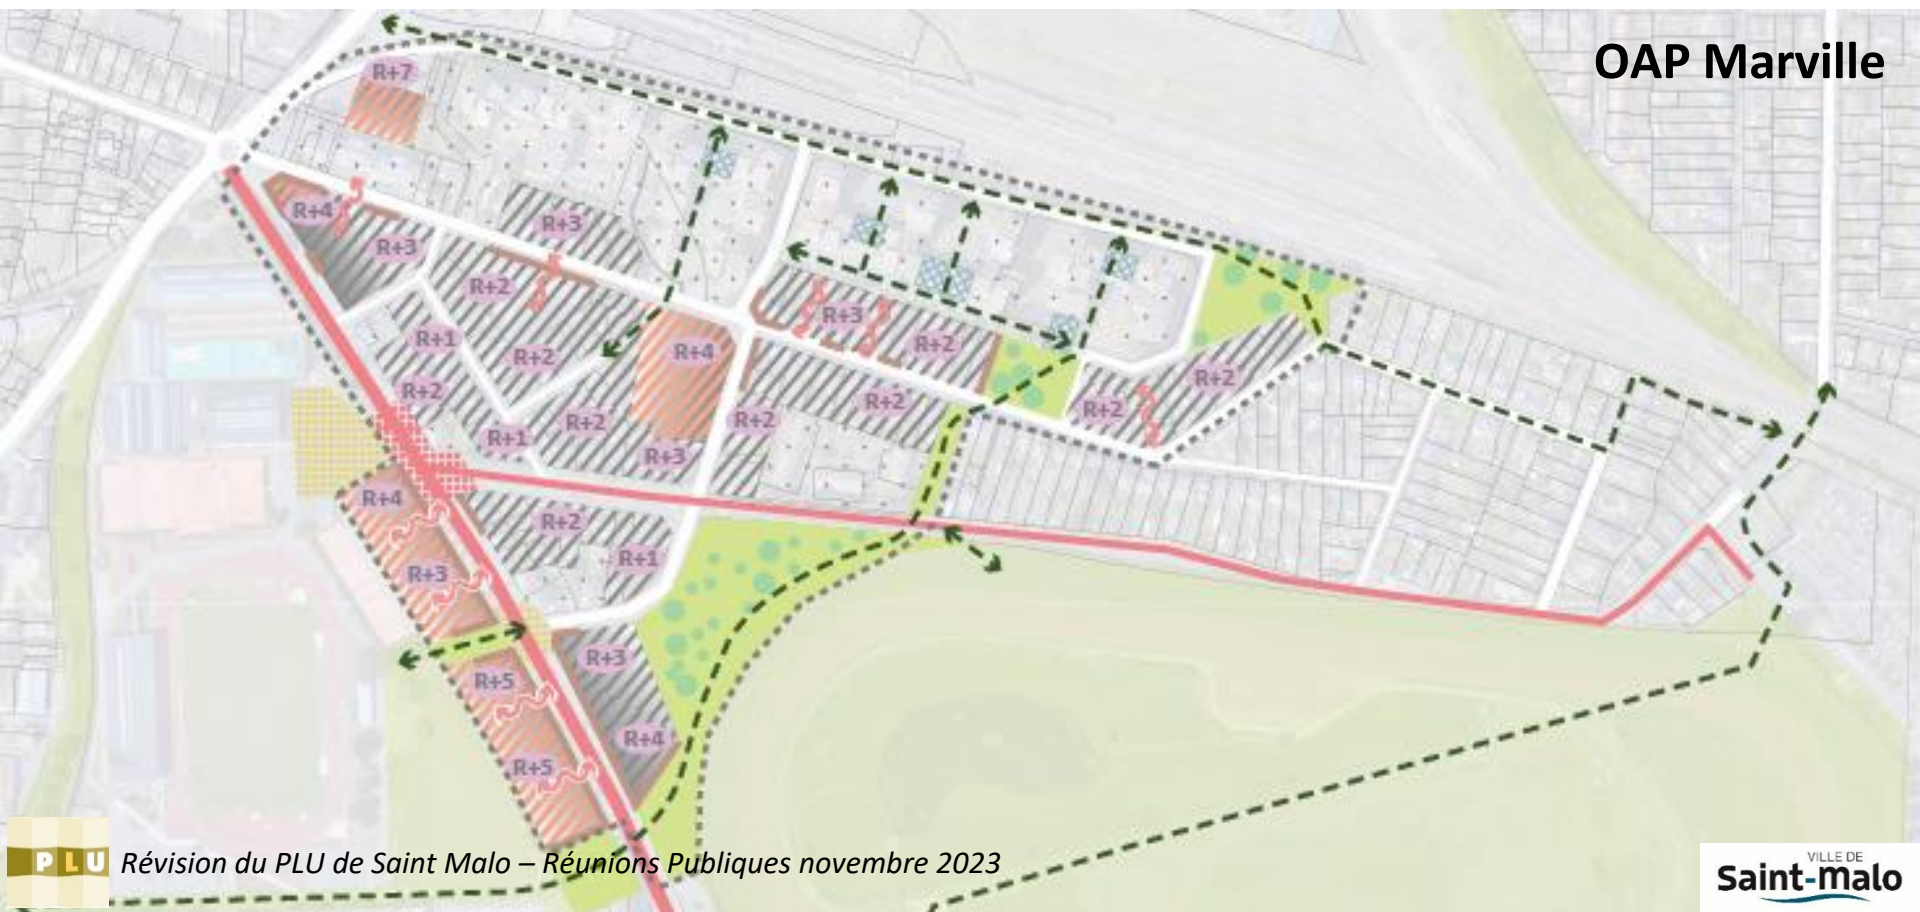 OAP Marville
R+7
R+4
R+3
R+3
R+2
R+1
R+2
R+4
R+3
R+2
R+2
R+2
R+2
R+2
R+2
R+1
R+2
R+3
R+4
R+2
R+1
R+3
R+3
R+5
R+4
R+5
PLU
Révision du PLU de Saint Malo – Réunions Publiques novembre 2023
VILLE DE
Saint-malo